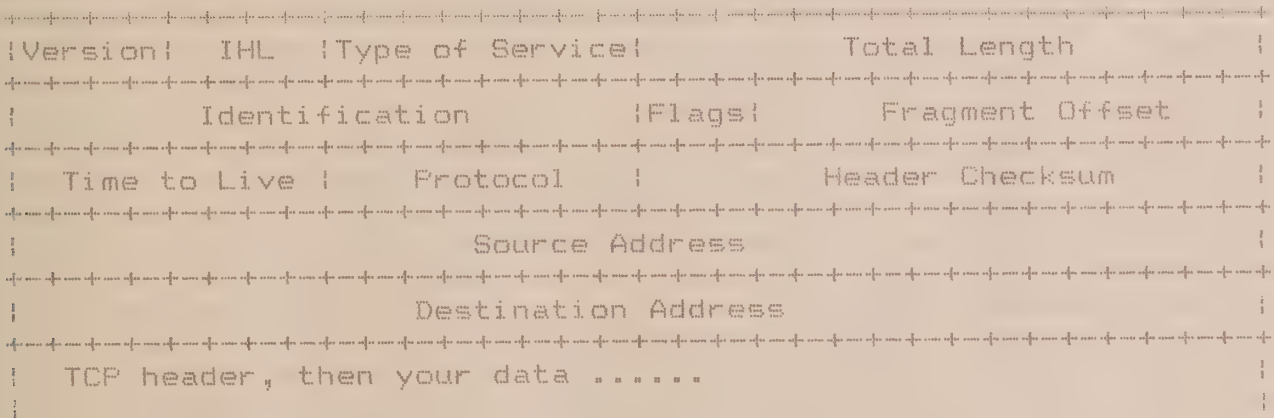 +-+-+-+-+-+-+-+-+-+-+-+-+-+-+-+-+-+-+-+-+-+-+-+-+-+-+-+-+-+-+-+-+
|Version|  IHL  |Type of Service|          Total Length         |
+-+-+-+-+-+-+-+-+-+-+-+-+-+-+-+-+-+-+-+-+-+-+-+-+-+-+-+-+-+-+-+-+
|         Identification        |Flags|      Fragment Offset    |
+-+-+-+-+-+-+-+-+-+-+-+-+-+-+-+-+-+-+-+-+-+-+-+-+-+-+-+-+-+-+-+-+
|  Time to Live |    Protocol   |         Header Checksum       |
+-+-+-+-+-+-+-+-+-+-+-+-+-+-+-+-+-+-+-+-+-+-+-+-+-+-+-+-+-+-+-+-+
|                       Source Address                          |
+-+-+-+-+-+-+-+-+-+-+-+-+-+-+-+-+-+-+-+-+-+-+-+-+-+-+-+-+-+-+-+-+
|                    Destination Address                        |
+-+-+-+-+-+-+-+-+-+-+-+-+-+-+-+-+-+-+-+-+-+-+-+-+-+-+-+-+-+-+-+-+
|  TCP header, then your data ......                            |
|                                                               |